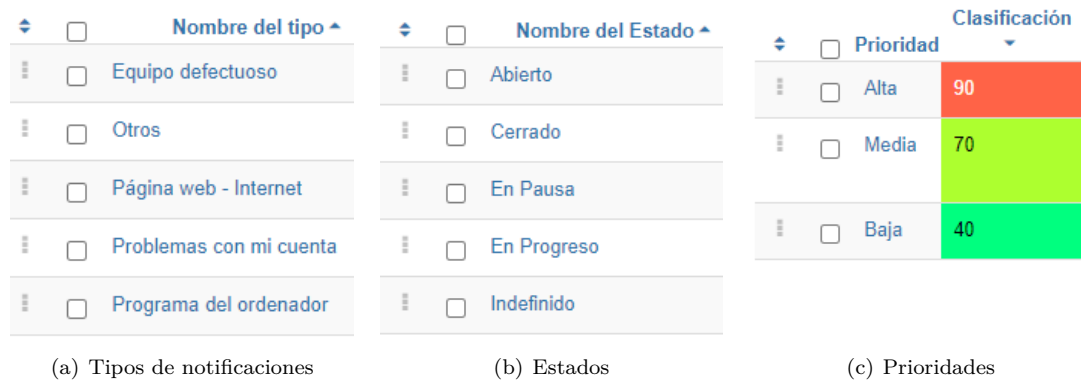 Nombre del tipo
Equipo defectuoso
Otros
Página web - Internet
Problemas con mi cuenta
Programa del ordenador
(a) Tipos de notificaciones
Nombre del Estado
Abierto
Cerrado
En Pausa
En Progreso
Indefinido
(b) Estados
Prioridad Clasificación
Alta 90
Media 70
Baja 40
(c) Prioridades